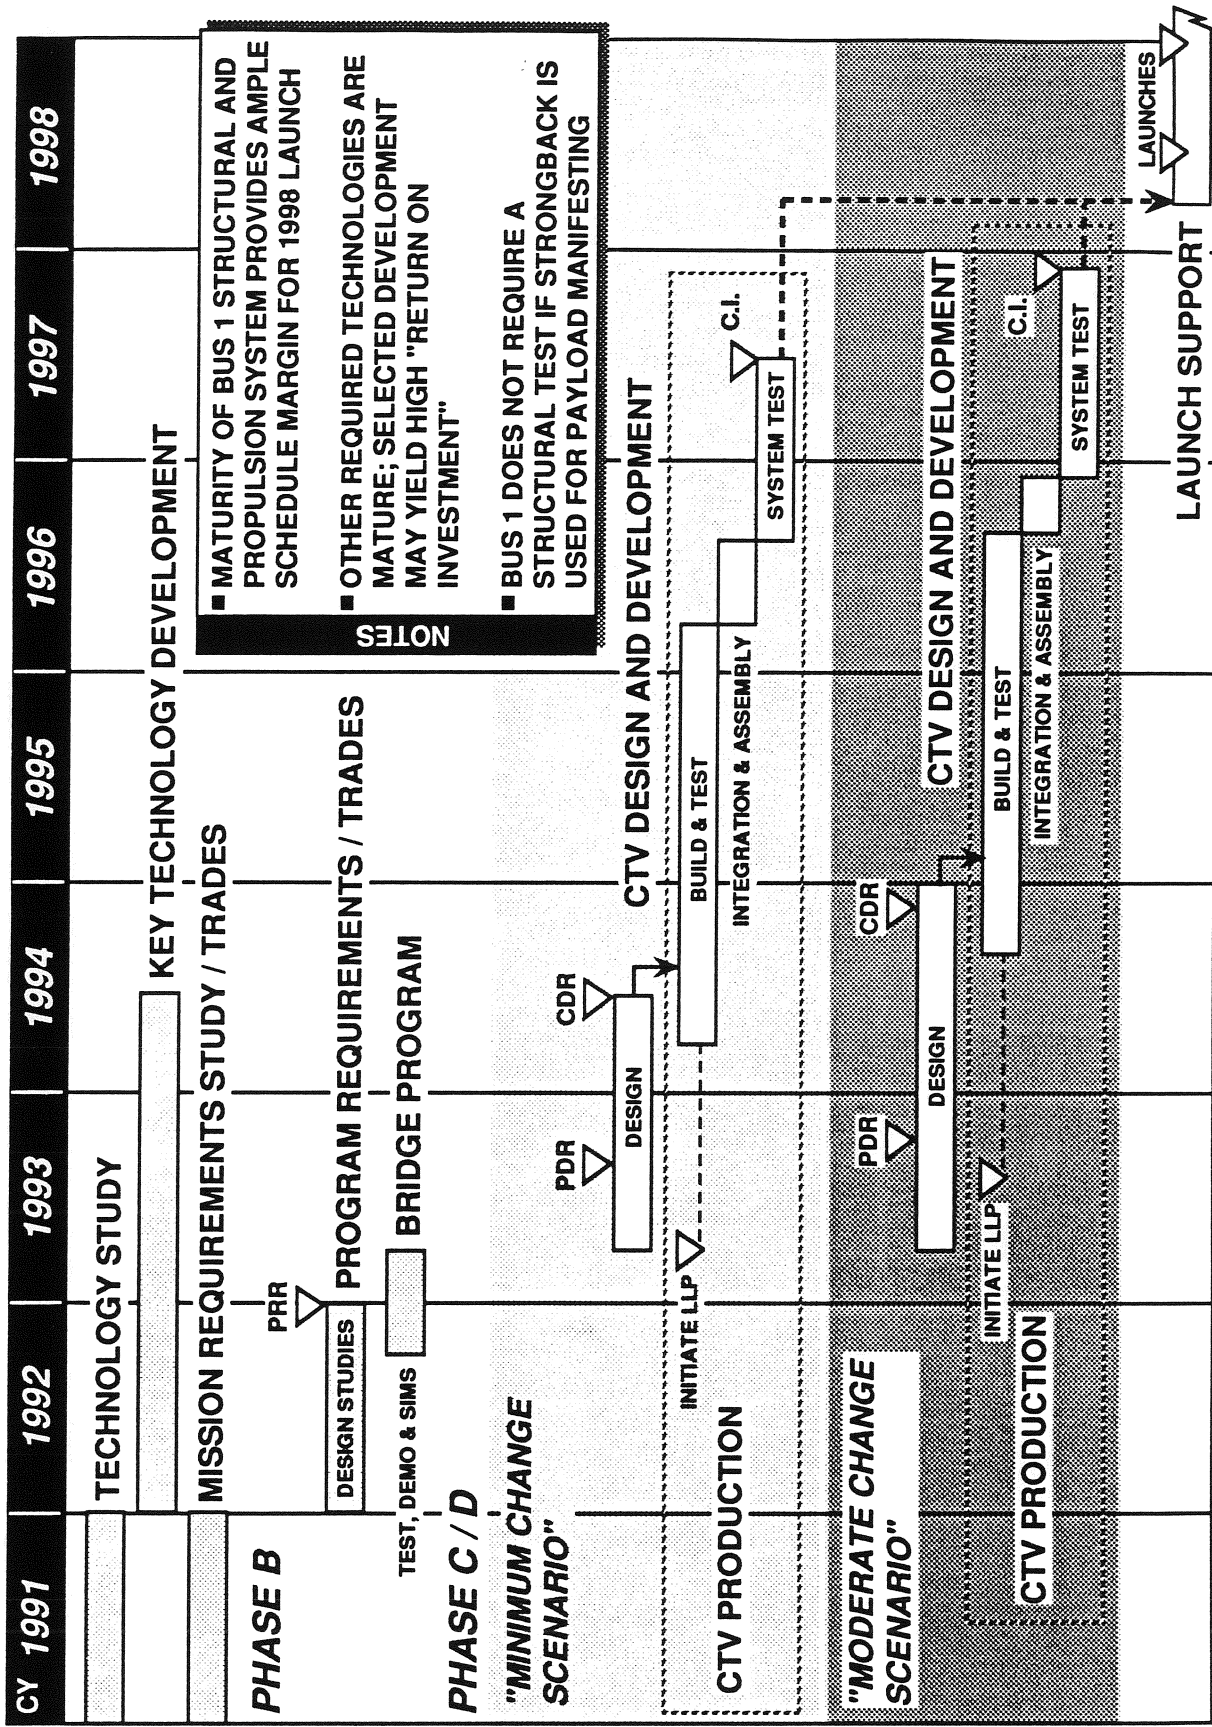 CY 1991 1992 1993 1994 1995 1996 1997 1998
TECHNOLOGY STUDY
KEY TECHNOLOGY DEVELOPMENT
MISSION REQUIREMENTS STUDY / TRADES
PHASE B
PRR
DESIGN STUDIES
PROGRAM REQUIREMENTS / TRADES
TEST, DEMO & SIMS
BRIDGE PROGRAM
NOTES
■ MATURITY OF BUS 1 STRUCTURAL AND
PROPULSION SYSTEM PROVIDES AMPLE
SCHEDULE MARGIN FOR 1998 LAUNCH
■ OTHER REQUIRED TECHNOLOGIES ARE
MATURE; SELECTED DEVELOPMENT
MAY YIELD HIGH "RETURN ON
INVESTMENT"
■ BUS 1 DOES NOT REQUIRE A
STRUCTURAL TEST IF STRONGBACK IS
USED FOR PAYLOAD MANIFESTING
PHASE C / D
"MINIMUM CHANGE
SCENARIO"
PDR
CDR
DESIGN
CTV DESIGN AND DEVELOPMENT
INITIATE LLP
BUILD & TEST
CTV PRODUCTION
INTEGRATION & ASSEMBLY
C.I.
SYSTEM TEST
"MODERATE CHANGE
SCENARIO"
PDR
CDR
DESIGN
CTV DESIGN AND DEVELOPMENT
INITIATE LLP
BUILD & TEST
CTV PRODUCTION
INTEGRATION & ASSEMBLY
C.I.
SYSTEM TEST
LAUNCHES
LAUNCH SUPPORT